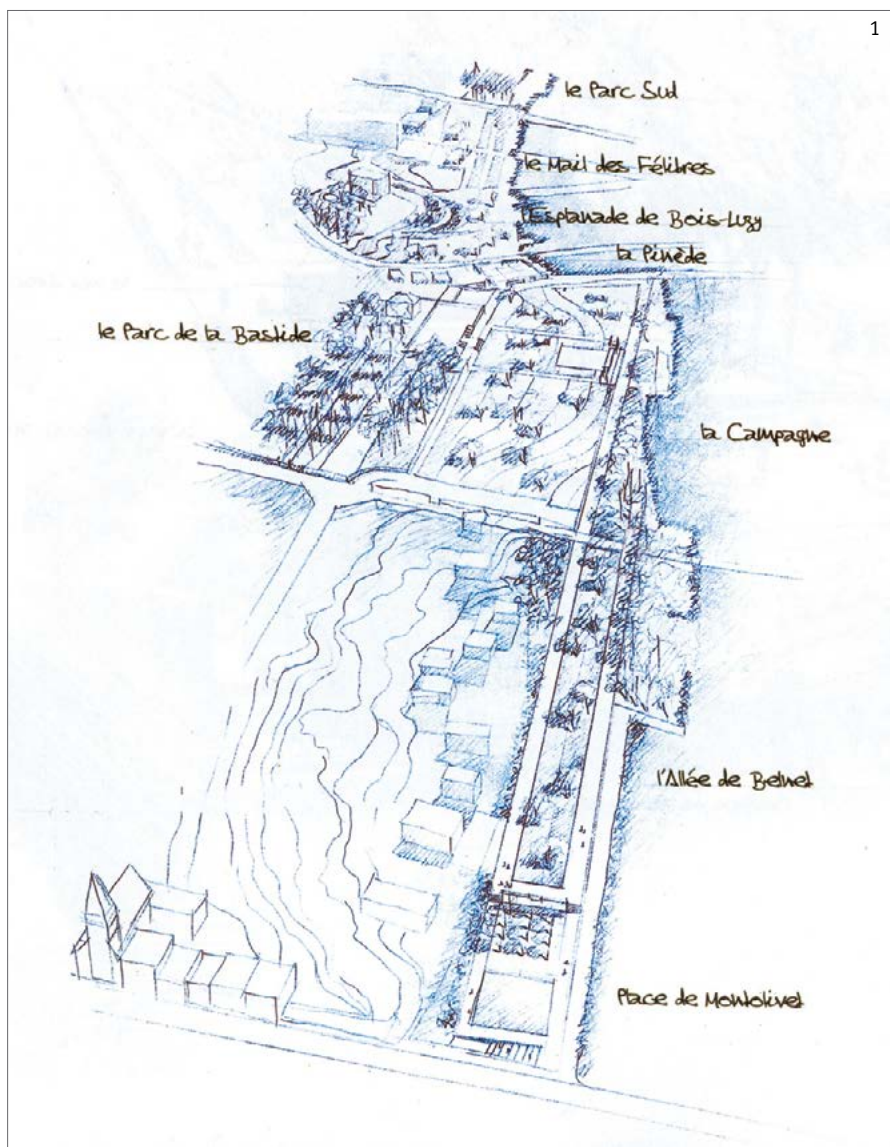 1
le Parc Sud
le Mail des Félibres
l'Esplanade de Bois-Luzy
la Pinède
le Parc de la Bastide
la Campagne
l'Allée de Beluet
Place de Montolivet